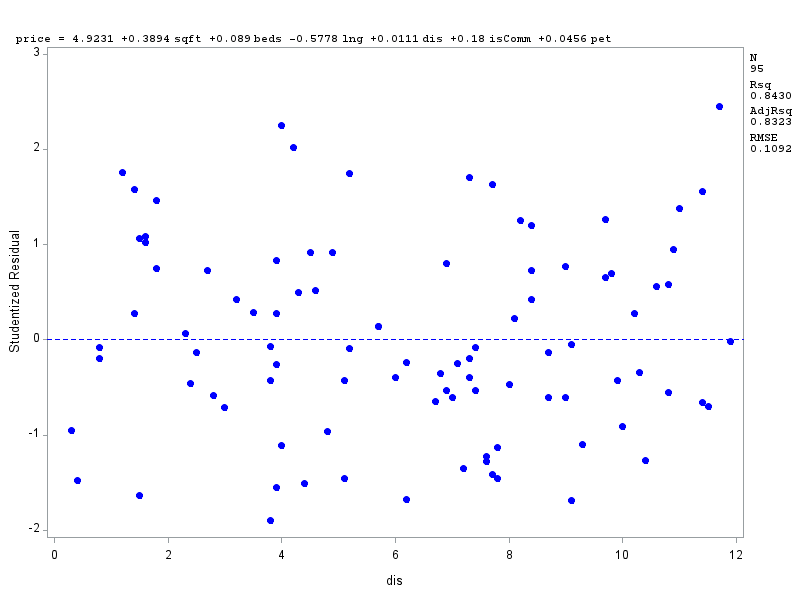 price = 4.9231 +0.3894 sqft +0.089 beds −0.5778 lng +0.0111 dis +0.18 isComm +0.0456 pet
N
95
Rsq
0.8430
AdjRsq
0.8323
RMSE
0.1092
3
2
1
0
-1
-2
Studentized Residual
0 2 4 6 8 10 12
dis